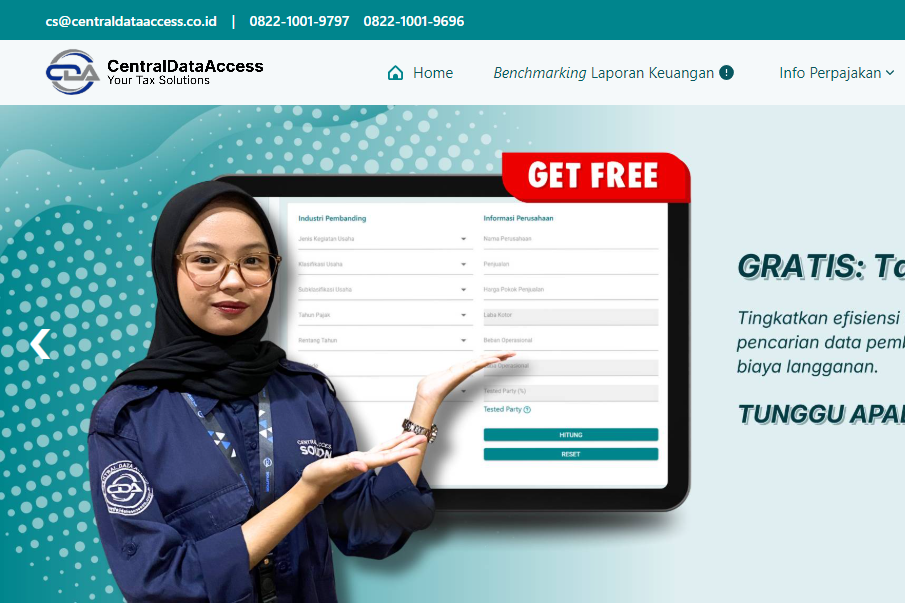 cs@centraldataaccess.co.id | 0822-1001-9797 0822-1001-9696
CentralDataAccess
Your Tax Solutions
Home
Benchmarking Laporan Keuangan
Info Perpajakan
GET FREE
Industri Pembanding
Jenis Kegiatan Usaha
Klasifikasi Usaha
Subklasifikasi Usaha
Tahun Pajak
Rentang Tahun
Informasi Perusahaan
Nama Perusahaan
Penjualan
Harga Pokok Penjualan
Laba Kotor
Beban Operasional
Laba Operasional
Tested Party (%)
Tested Party
HITUNG
RESET
GRATIS:
Tingkatkan efisiensi
pencarian data
biaya langganan.
TUNGGU
CDA